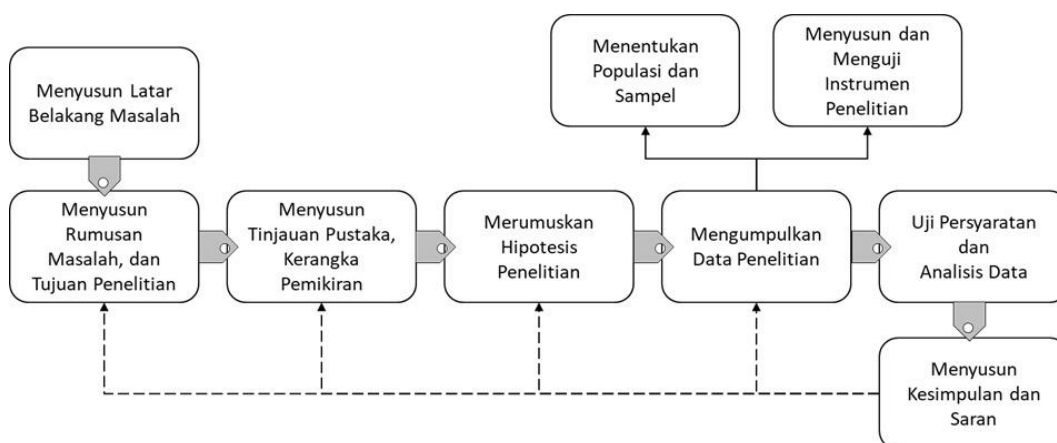 Menyusun Latar
Belakang Masalah
Menentukan
Populasi dan
Sampel
Menyusun dan
Menguji
Instrumen
Penelitian
Menyusun
Rumusan
Masalah, dan
Tujuan Penelitian
Menyusun
Tinjauan Pustaka,
Kerangka
Pemikiran
Merumuskan
Hipotesis
Penelitian
Mengumpulkan
Data Penelitian
Uji Persyaratan
dan
Analisis Data
Menyusun
Kesimpulan dan
Saran